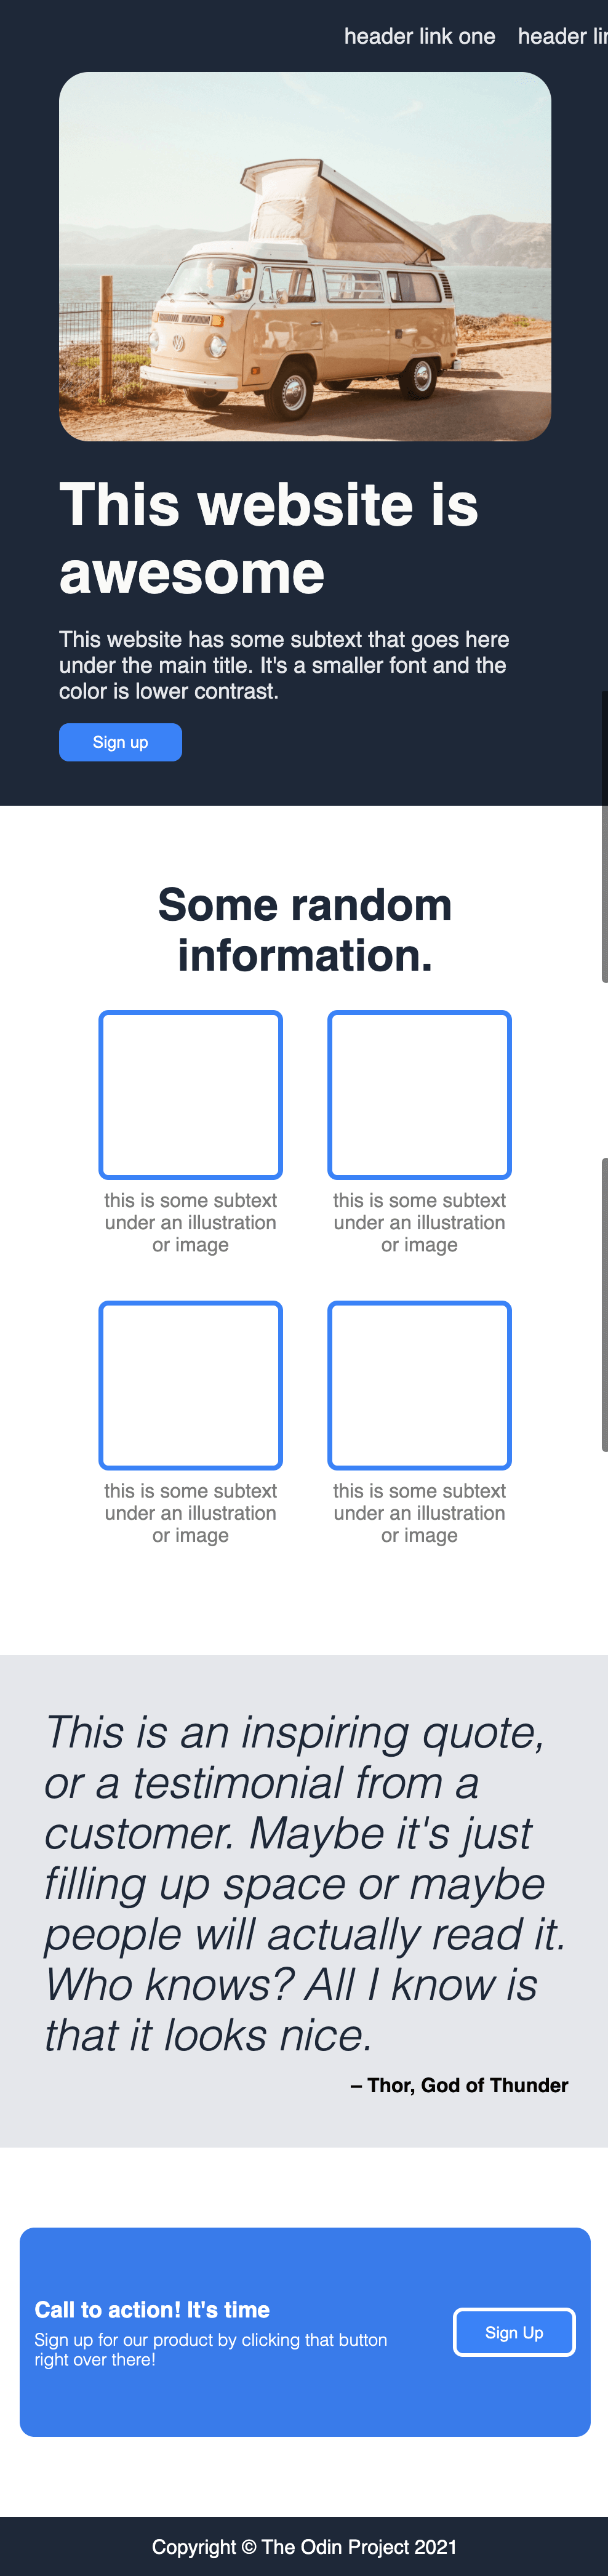 header link one header lin
This website is
awesome
This website has some subtext that goes here
under the main title. It's a smaller font and the
color is lower contrast.
Sign up
Some random
information.
this is some subtext
under an illustration
or image
this is some subtext
under an illustration
or image
this is some subtext
under an illustration
or image
this is some subtext
under an illustration
or image
This is an inspiring quote,
or a testimonial from a
customer. Maybe it's just
filling up space or maybe
people will actually read it.
Who knows? All I know is
that it looks nice.
– Thor, God of Thunder
Call to action! It's time
Sign up for our product by clicking that button
right over there!
Sign Up
Copyright © The Odin Project 2021